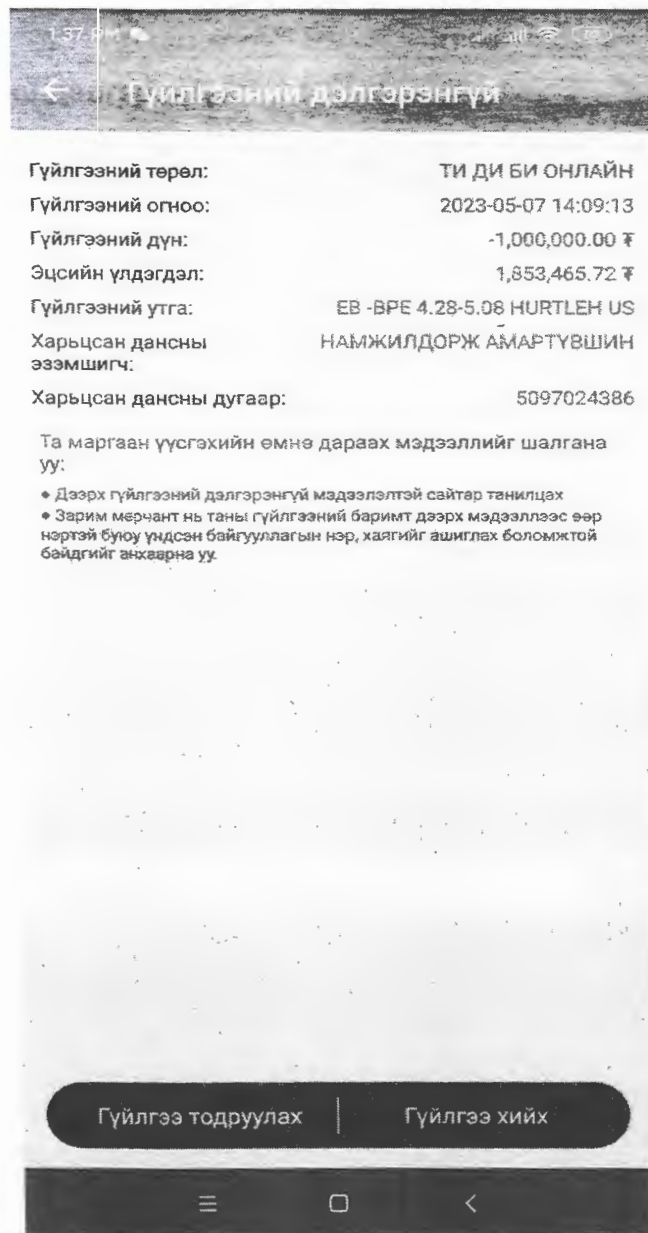 1:37 PM
Гүйлгээний дэлгэрэнгүй
Гүйлгээний төрөл: ТИ ДИ БИ ОНЛАЙН
Гүйлгээний огноо: 2023-05-07 14:09:13
Гүйлгээний дүн: -1,000,000.00 ₮
Эцсийн үлдэгдэл: 1,853,465.72 ₮
Гүйлгээний утга: EB -BPE 4.28-5.08 HURTLEH US
Харьцсан дансны НАМЖИЛДОРЖ АМАРТҮВШИН
эзэмшигч:
Харьцсан дансны дугаар: 5097024386
Та маргаан үүсгэхийн өмнө дараах мэдээллийг шалгана
уу:
• Дээрх гүйлгээний дэлгэрэнгүй мэдээлэлтэй сайтар танилцах
• Зарим мерчант нь таны гүйлгээний баримт дээрх мэдээллээс өөр
нэртэй буюу үндсэн байгууллагын нэр, хаягийг ашиглах боломжтой
байдгийг анхаарна уу.
Гүйлгээ тодруулах | Гүйлгээ хийх